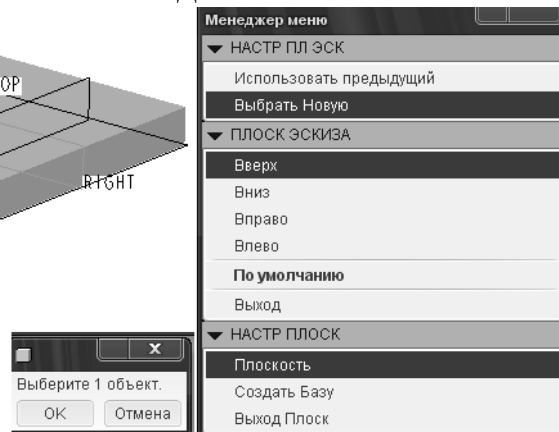 Менеджер меню
НАСТР ПЛ ЭСК
Использовать предыдущий
Выбрать Новую
ПЛОСК ЭСКИЗА
Вверх
Вниз
Вправо
Влево
По умолчанию
Выход
НАСТР ПЛОСК
Плоскость
Создать Базу
Выход Плоск
OP
RIGHT
Выберите 1 объект.
OK
Отмена